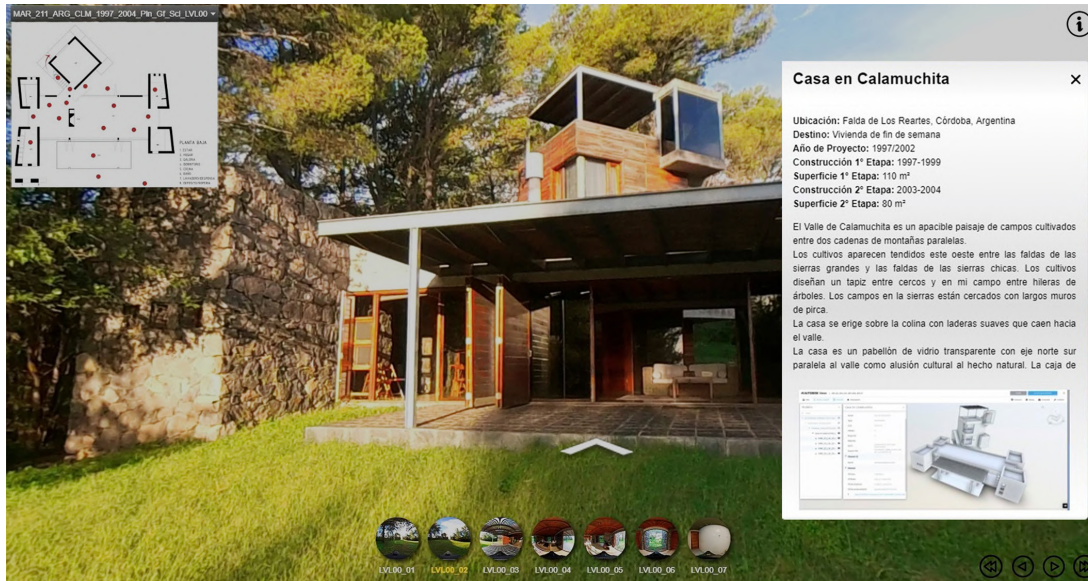 MAR_211_ARG_CLM_1997_2004_Pln_Gf_Scl_LVL00
PLANTA BAJA
Casa en Calamuchita
Ubicación: Falda de Los Reartes, Córdoba, Argentina
Destino: Vivienda de fin de semana
Año de Proyecto: 1997/2002
Construcción 1° Etapa: 1997-1999
Superficie 1° Etapa: 110 m²
Construcción 2° Etapa: 2003-2004
Superficie 2° Etapa: 80 m²
El Valle de Calamuchita es un apacible paisaje de campos cultivados
entre dos cadenas de montañas paralelas.
Los cultivos aparecen tendidos este oeste entre las faldas de las
sierras grandes y las faldas de las sierras chicas. Los cultivos
diseñan un tapiz entre cercos y en mi campo entre hileras de
árboles. Los campos en la sierras están cercados con largos muros
de pirca.
La casa se erige sobre la colina con laderas suaves que caen hacia
el valle.
La casa es un pabellón de vidrio transparente con eje norte sur
paralela al valle como alusión cultural al hecho natural. La caja de
LVL00_01 LVL00_02 LVL00_03 LVL00_04 LVL00_05 LVL00_06 LVL00_07